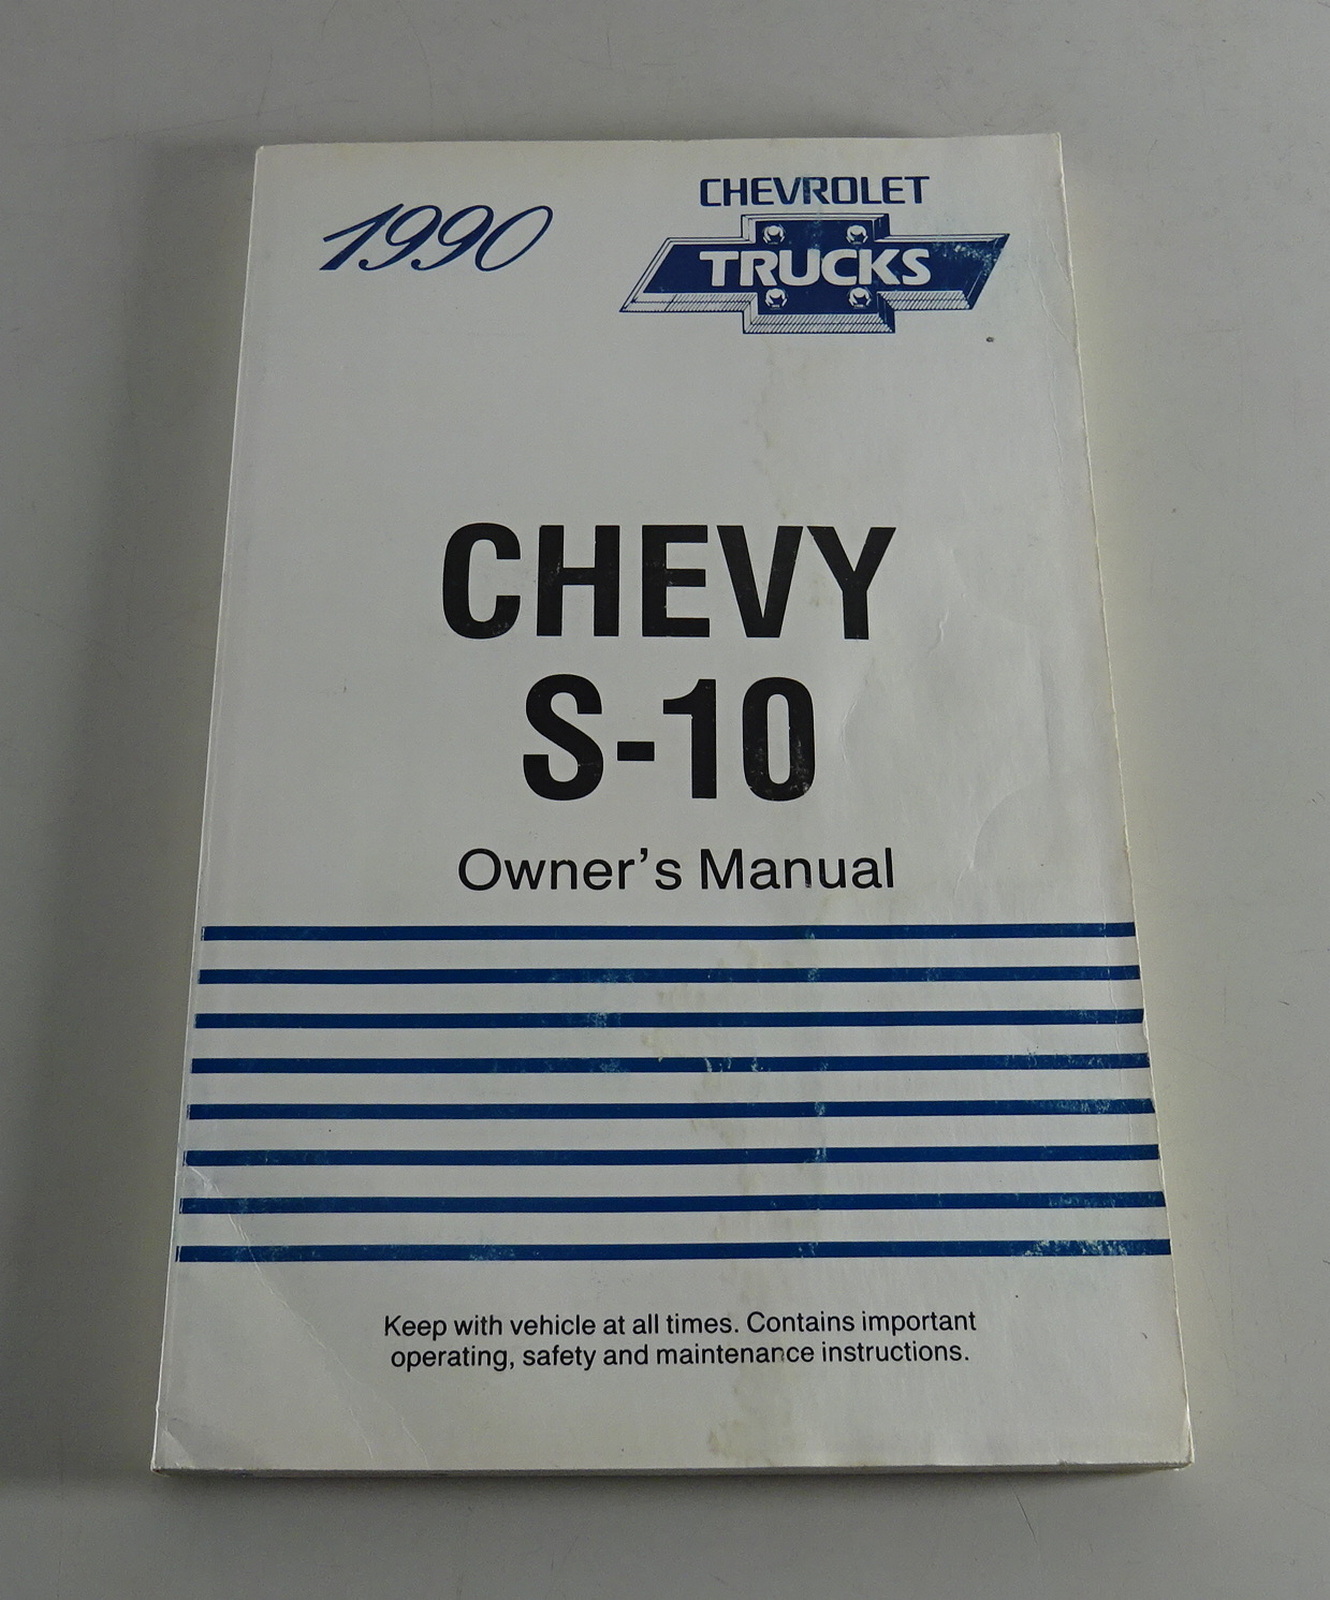 1990
CHEVROLET
TRUCKS
CHEVY
S-10
Owner's Manual
Keep with vehicle at all times. Contains important
operating, safety and maintenance instructions.